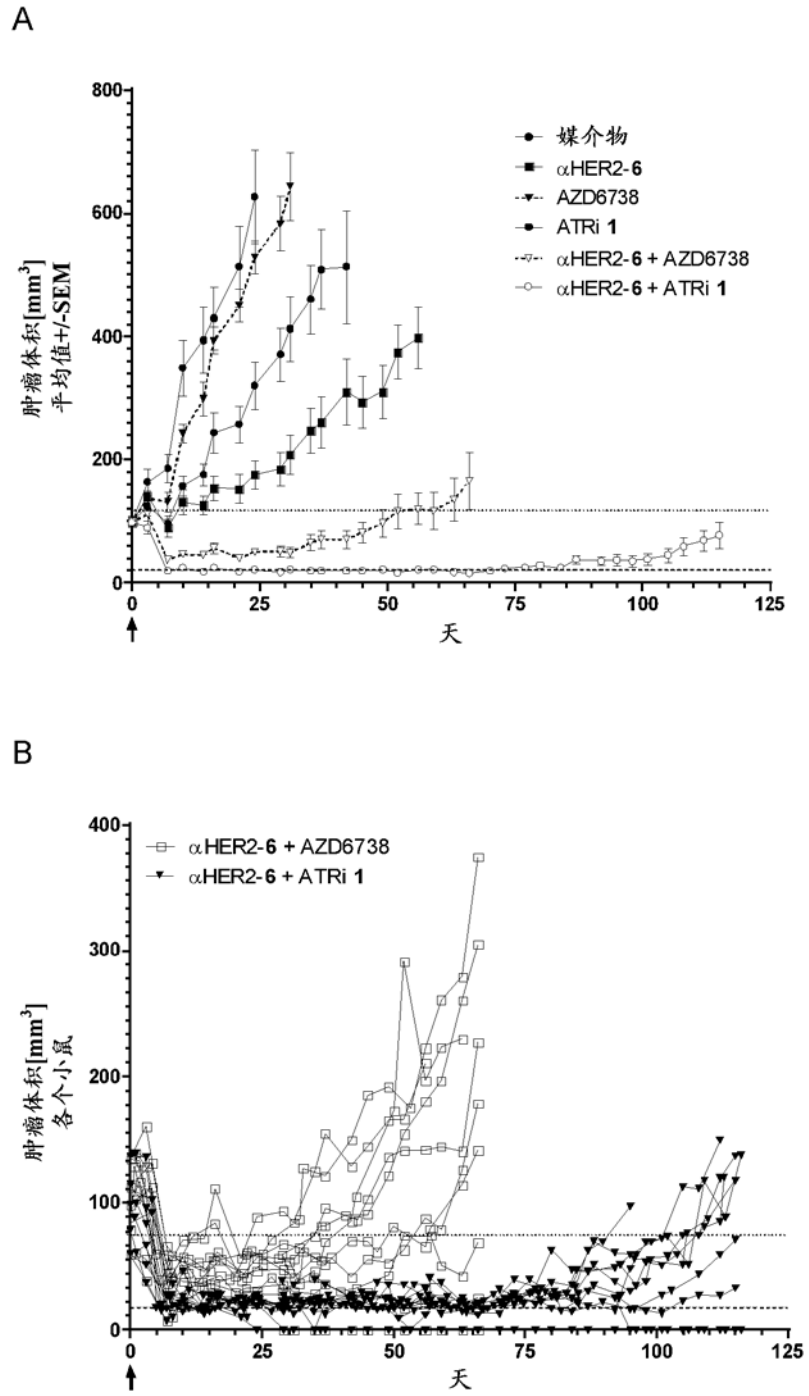 A
800
600
400
200
0
肿瘤体积[mm³]
平均值+/-SEM
媒介物
αHER2-6
AZD6738
ATRi 1
αHER2-6 + AZD6738
αHER2-6 + ATRi 1
0 25 50 75 100 125
天
B
400
300
200
100
0
肿瘤体积[mm³]
各个小鼠
αHER2-6 + AZD6738
αHER2-6 + ATRi 1
0 25 50 75 100 125
天